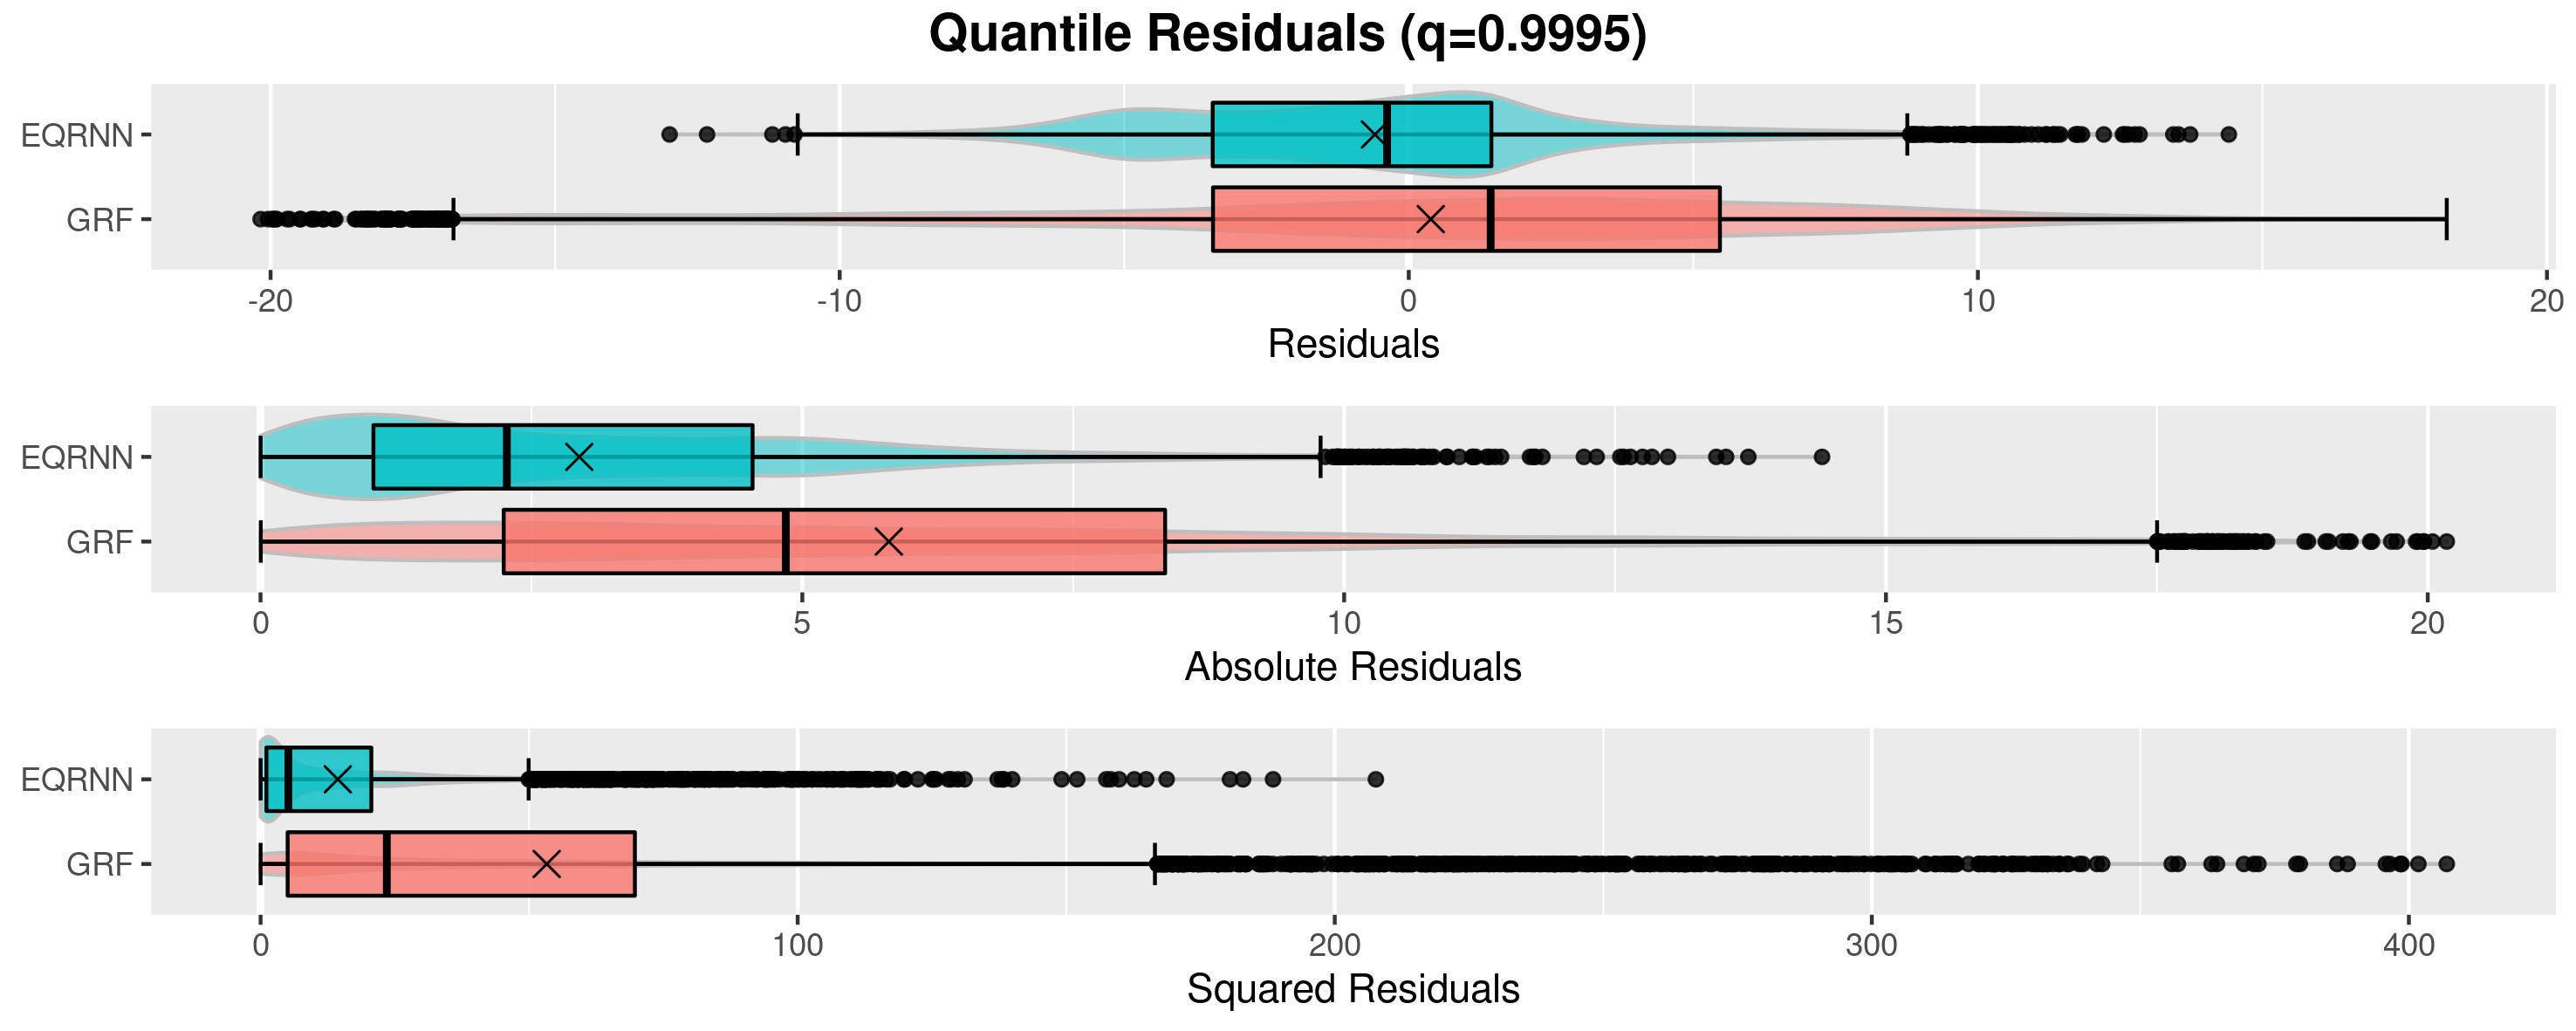 Quantile Residuals (q=0.9995)
EQRNN
GRF
-20 -10 0 10 20
Residuals
EQRNN
GRF
0 5 10 15 20
Absolute Residuals
EQRNN
GRF
0 100 200 300 400
Squared Residuals